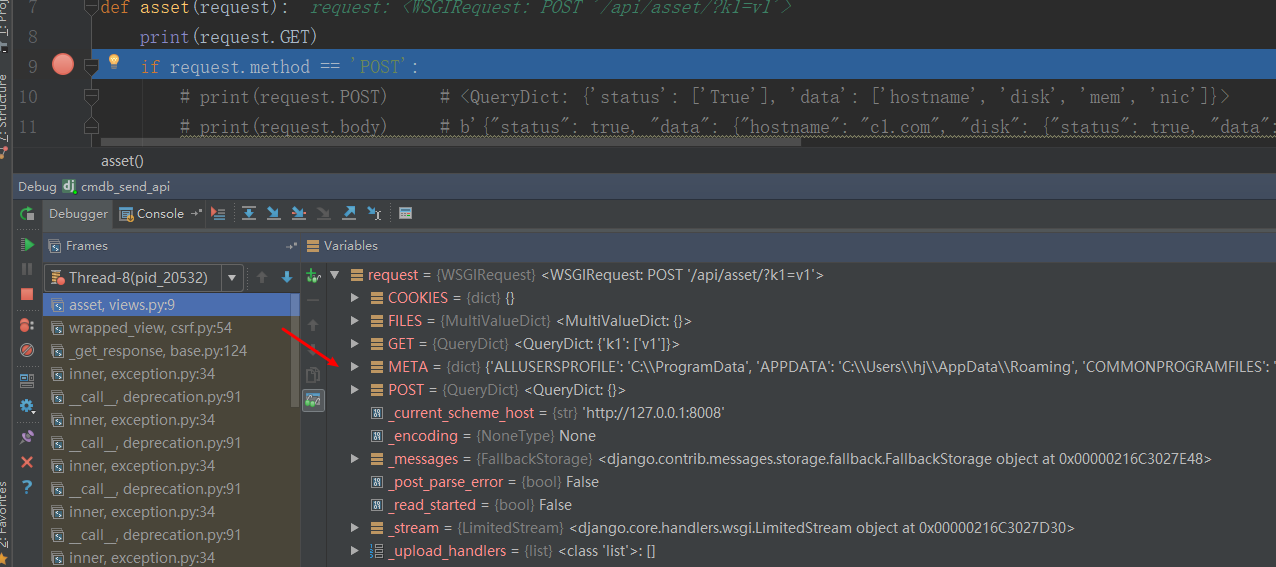 1: Proj
7 def asset(request): request: <WSGIRequest: POST '/api/asset/?k1=v1'>
8 print(request.GET)
9 if request.method == 'POST':
10 # print(request.POST) # <QueryDict: {'status': ['True'], 'data': ['hostname', 'disk', 'mem', 'nic']}>
11 # print(request.body) # b'{"status": true, "data": {"hostname": "c1.com", "disk": {"status": true, "data":
7: Structure
asset()
Debug dj cmdb_send_api
Debugger Console
Frames
Variables
Thread-8(pid_20532)
asset, views.py:9
wrapped_view, csrf.py:54
_get_response, base.py:124
inner, exception.py:34
__call__, deprecation.py:91
inner, exception.py:34
__call__, deprecation.py:91
inner, exception.py:34
__call__, deprecation.py:91
inner, exception.py:34
__call__, deprecation.py:91
inner, exception.py:34
request = {WSGIRequest} <WSGIRequest: POST '/api/asset/?k1=v1'>
COOKIES = {dict} {}
FILES = {MultiValueDict} <MultiValueDict: {}>
GET = {QueryDict} <QueryDict: {'k1': ['v1']}>
META = {dict} {'ALLUSERSPROFILE': 'C:\\ProgramData', 'APPDATA': 'C:\\Users\\hj\\AppData\\Roaming', 'COMMONPROGRAMFILES': '
POST = {QueryDict} <QueryDict: {}>
_current_scheme_host = {str} 'http://127.0.0.1:8008'
_encoding = {NoneType} None
_messages = {FallbackStorage} <django.contrib.messages.storage.fallback.FallbackStorage object at 0x00000216C3027E48>
_post_parse_error = {bool} False
_read_started = {bool} False
_stream = {LimitedStream} <django.core.handlers.wsgi.LimitedStream object at 0x00000216C3027D30>
_upload_handlers = {list} <class 'list'>: []
2: Favorites